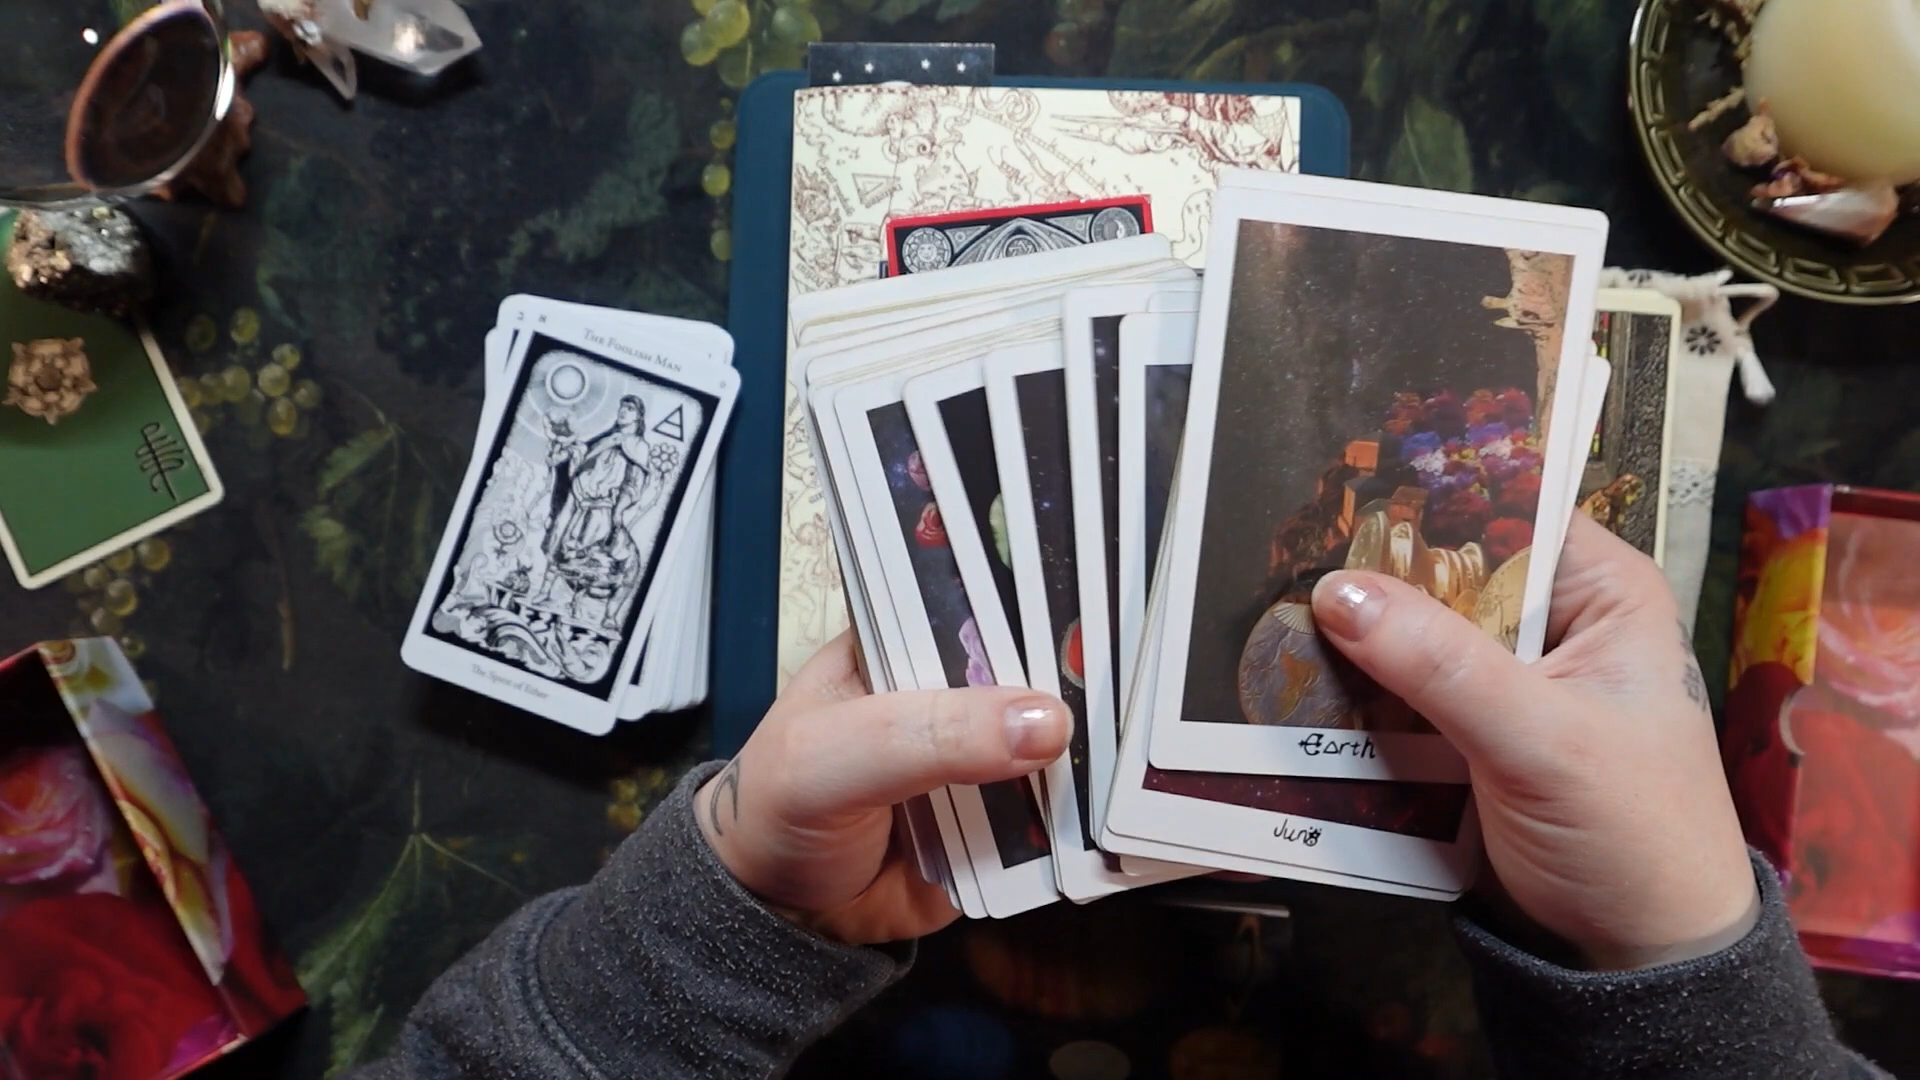 The Foolish Man
The Spirit of Ether
Earth
Juno